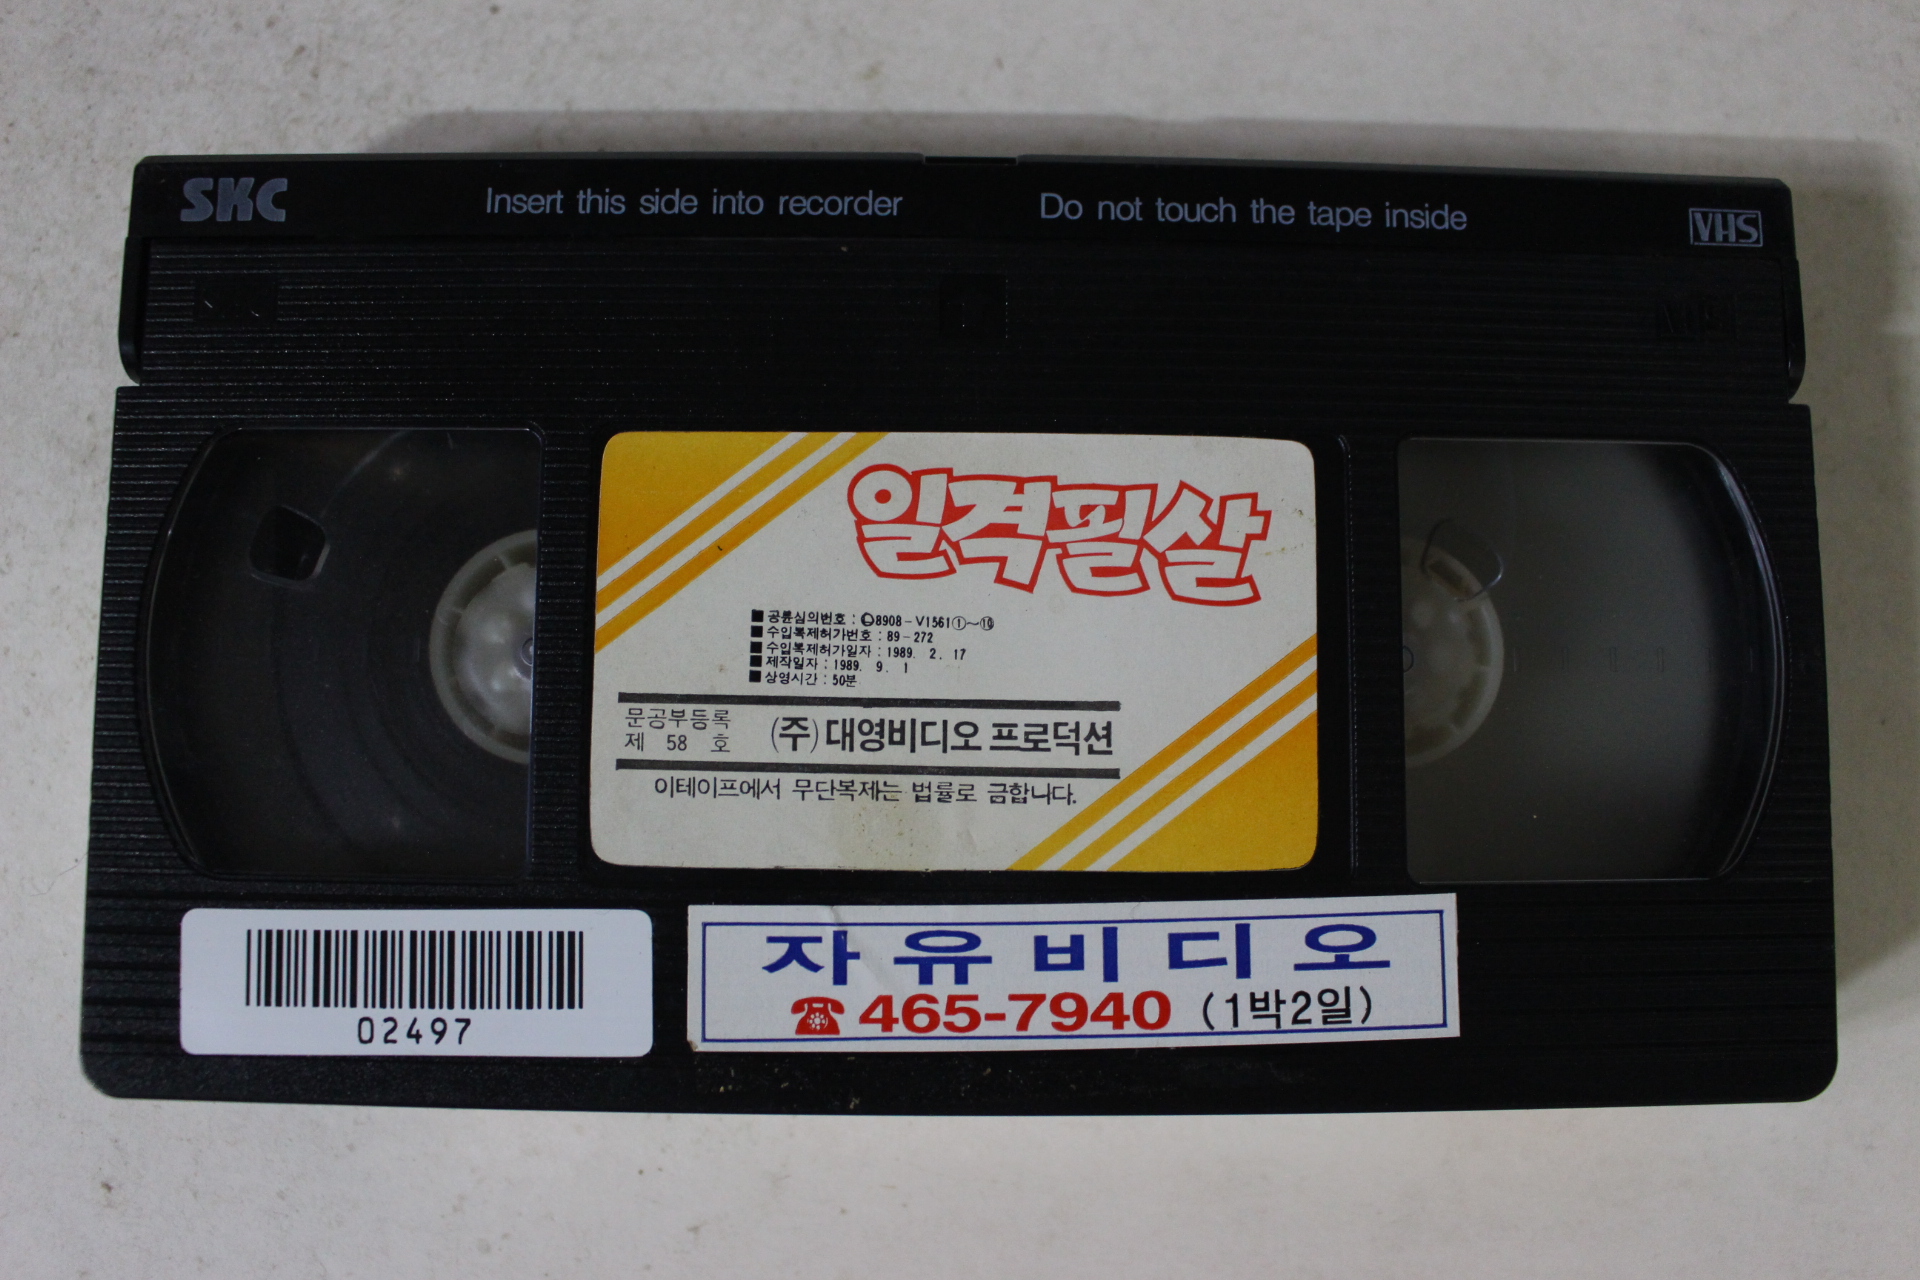 SKC
Insert this side into recorder
Do not touch the tape inside
VHS
일격필살
■ 공륜심의번호 : 8908-V1561①~⑩
■ 수입복제허가번호 : 89-272
■ 수입복제허가일자 : 1989. 2. 17
■ 제작일자 : 1989. 9. 1
■ 상영시간 : 50분
문공부등록
제 58 호
(주)대영비디오 프로덕션
이테이프에서 무단복제는 법률로 금합니다.
02497
자유비디오
☎465-7940 (1박2일)